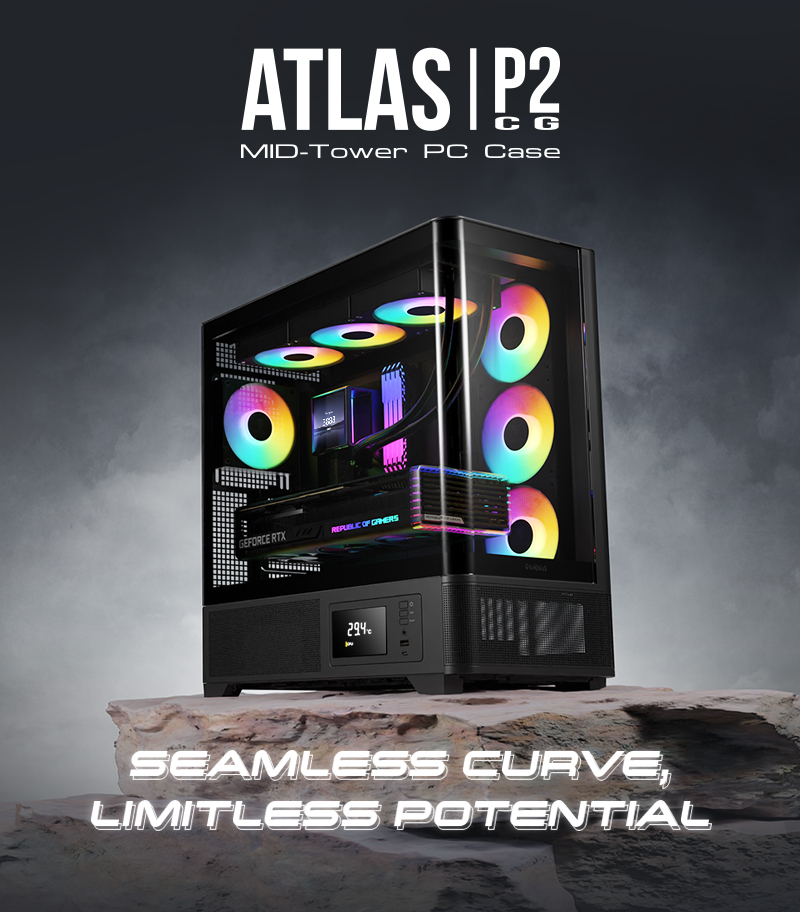 ATLAS | P2
CG
MID-Tower PC Case
GEFORCE RTX
REPUBLIC OF GAMERS
29.4°C
SEAMLESS CURVE,
LIMITLESS POTENTIAL